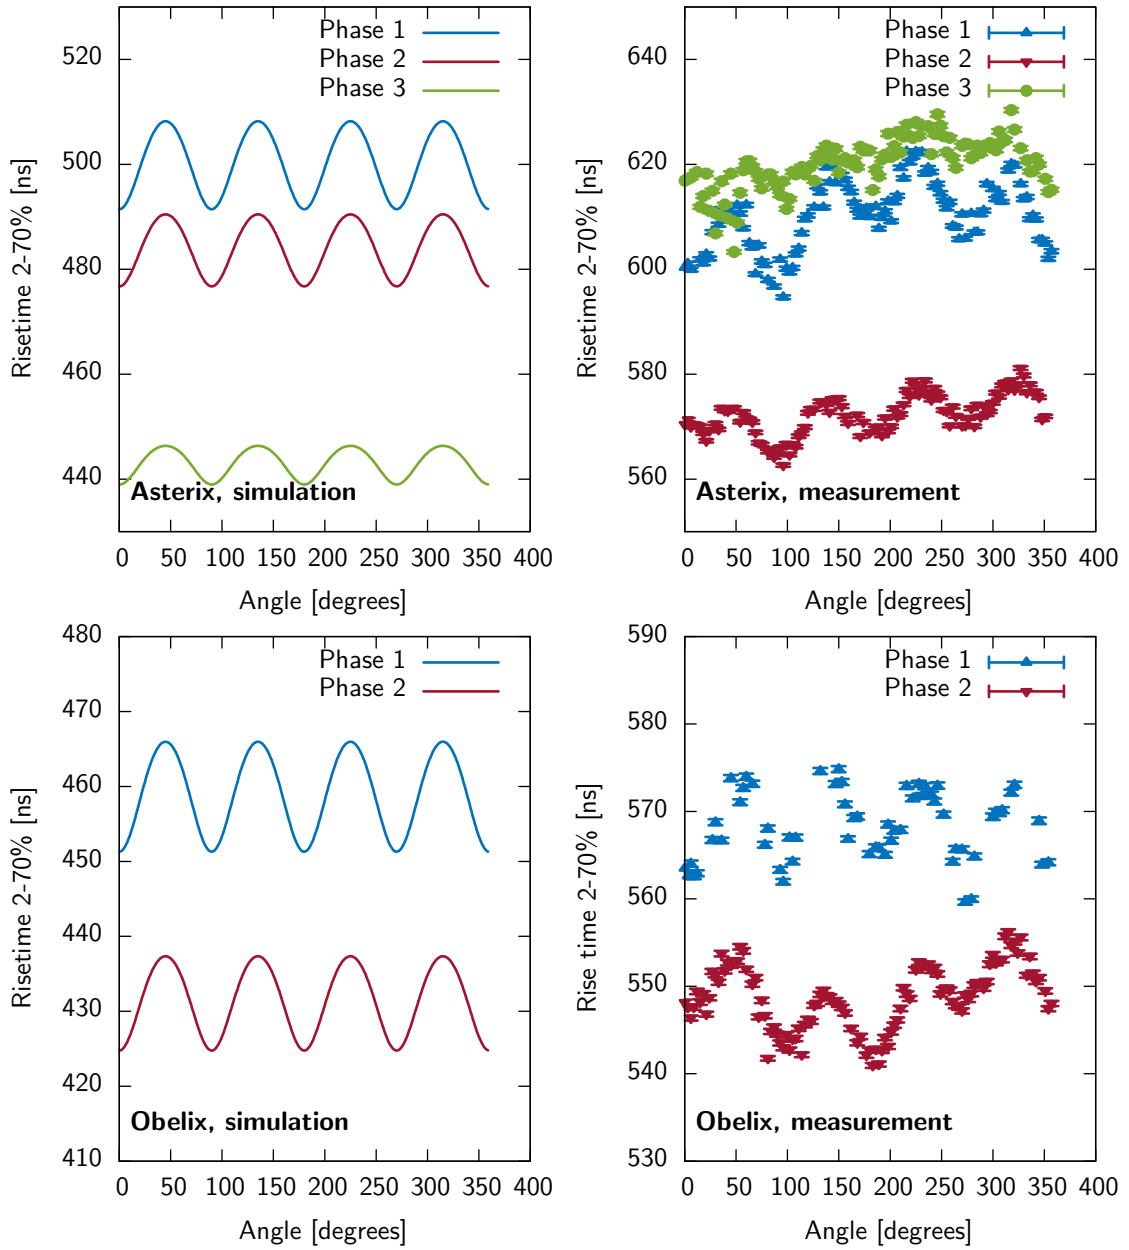 Phase 1
Phase 2
Phase 3
Risetime 2-70% [ns]
520
500
480
460
440
Asterix, simulation
0 50 100 150 200 250 300 350 400
Angle [degrees]
Phase 1
Phase 2
Phase 3
Risetime 2-70% [ns]
640
620
600
580
560
Asterix, measurement
0 50 100 150 200 250 300 350 400
Angle [degrees]
Phase 1
Phase 2
Risetime 2-70% [ns]
480
470
460
450
440
430
420
410
Obelix, simulation
0 50 100 150 200 250 300 350 400
Angle [degrees]
Phase 1
Phase 2
Rise time 2-70% [ns]
590
580
570
560
550
540
530
Obelix, measurement
0 50 100 150 200 250 300 350 400
Angle [degrees]